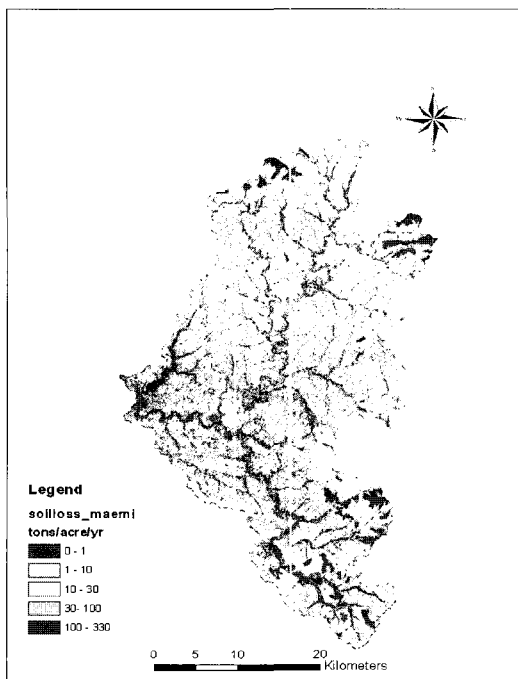 W
Legend
soilloss_maerni
tons/acre/yr
0 - 1
1 - 10
10 - 30
30- 100
100 - 330
0 5 10 20
Kilometers